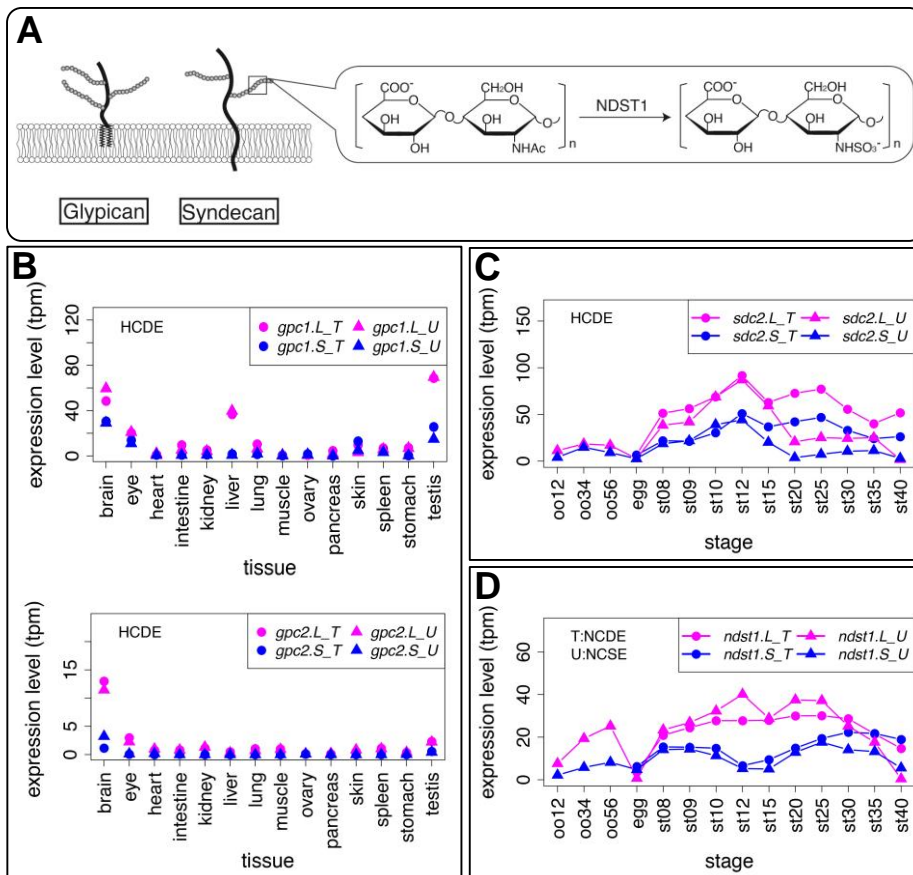 A
COO⁻
O
OH
OH
O
CH₂OH
O
OH
NHAc
O
n
NDST1
COO⁻
O
OH
OH
O
CH₂OH
O
OH
NHSO₃⁻
O
n
Glypican
Syndecan
B
expression level (tpm)
120
80
40
0
HCDE
gpc1.L_T gpc1.L_U
gpc1.S_T gpc1.S_U
brain
eye
heart
intestine
kidney
liver
lung
muscle
ovary
pancreas
skin
spleen
stomach
testis
tissue
expression level (tpm)
15
5
0
HCDE
gpc2.L_T gpc2.L_U
gpc2.S_T gpc2.S_U
brain
eye
heart
intestine
kidney
liver
lung
muscle
ovary
pancreas
skin
spleen
stomach
testis
tissue
C
expression level (tpm)
150
100
50
0
HCDE
sdc2.L_T sdc2.L_U
sdc2.S_T sdc2.S_U
oo12
oo34
oo56
egg
st08
st09
st10
st12
st15
st20
st25
st30
st35
st40
stage
D
expression level (tpm)
60
40
20
0
T:NCDE
U:NCSE
ndst1.L_T ndst1.L_U
ndst1.S_T ndst1.S_U
oo12
oo34
oo56
egg
st08
st09
st10
st12
st15
st20
st25
st30
st35
st40
stage